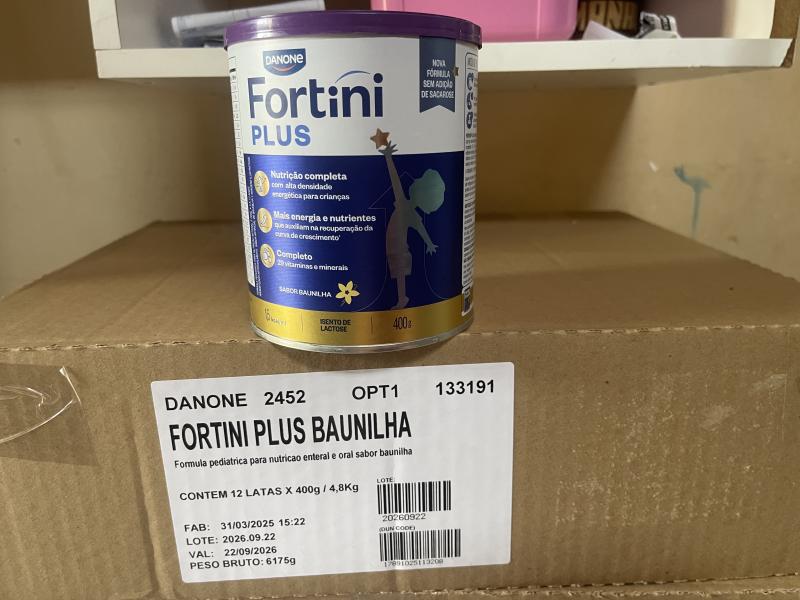 DANONE
Fortini
PLUS
NOVA
FÓRMULA
SEM ADIÇÃO
DE SACAROSE
Nutrição completa
com alta densidade
energética para crianças
Mais energia e nutrientes
que auxiliam na recuperação da
curva de crescimento¹
Completo
29 vitaminas e minerais
SABOR BAUNILHA
ISENTO DE
LACTOSE
400g
DANONE 2452 OPT1 133191
FORTINI PLUS BAUNILHA
Formula pediatrica para nutricao enteral e oral sabor baunilha
CONTEM 12 LATAS X 400g / 4,8Kg
LOTE:
20260922
FAB: 31/03/2025 15:22
LOTE: 2026.09.22
VAL: 22/09/2026
PESO BRUTO: 6175g
(DUN CODE)
17891025113208